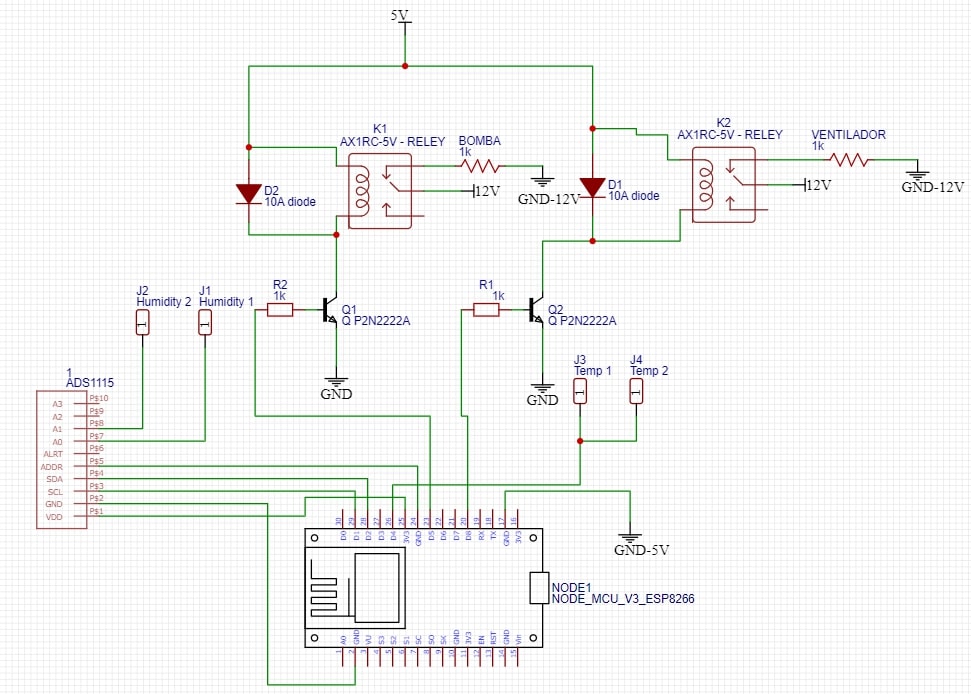 5V
K1
AX1RC-5V - RELEY
BOMBA
1k
12V
GND-12V
D2
10A diode
K2
AX1RC-5V - RELEY
VENTILADOR
1k
12V
GND-12V
D1
10A diode
J2
Humidity 2
J1
Humidity 1
1
1
R2
1k
Q1
Q P2N2222A
GND
R1
1k
Q2
Q P2N2222A
GND
J3
Temp 1
J4
Temp 2
1
1
1
ADS1115
A3 P$10
A2 P$9
A1 P$8
A0 P$7
ALRT P$6
ADDR P$5
SDA P$4
SCL P$3
GND P$2
VDD P$1
30 29 28 27 26 25 24 23 22 21 20 19 18 17 16
D0 D1 D2 D3 D4 3V3 GND D5 D6 D7 D8 RX TX GND 3V3
GND-5V
NODE1
NODE_MCU_V3_ESP8266
A0 GND VU S3 S2 S1 SC SO SK GND 3V3 EN RST GND Vin
1 2 3 4 5 6 7 8 9 10 11 12 13 14 15